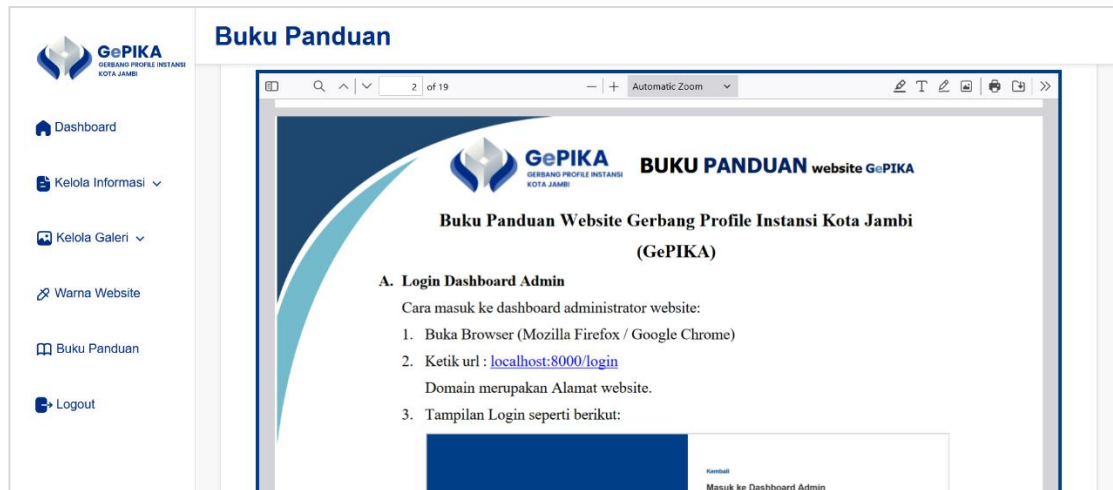 GePIKA
GERBANG PROFILE INSTANSI
KOTA JAMBI
Dashboard
Kelola Informasi
Kelola Galeri
Warna Website
Buku Panduan
Logout
Buku Panduan
2 of 19
Automatic Zoom
GePIKA
GERBANG PROFILE INSTANSI
KOTA JAMBI
BUKU PANDUAN website GePIKA
Buku Panduan Website Gerbang Profile Instansi Kota Jambi
(GePIKA)
A. Login Dashboard Admin
Cara masuk ke dashboard administrator website:
1. Buka Browser (Mozilla Firefox / Google Chrome)
2. Ketik url : localhost:8000/login
Domain merupakan Alamat website.
3. Tampilan Login seperti berikut:
Kembali
Masuk ke Dashboard Admin